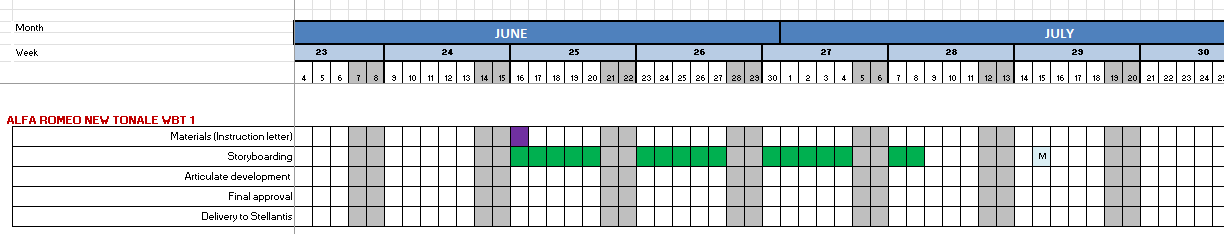 Month JUNE JULY
Week 23 24 25 26 27 28 29 30
4 5 6 7 8 9 10 11 12 13 14 15 16 17 18 19 20 21 22 23 24 25 26 27 28 29 30 1 2 3 4 5 6 7 8 9 10 11 12 13 14 15 16 17 18 19 20 21 22 23 24
ALFA ROMEO NEW TONALE WBT 1
Materials (Instruction letter)
Storyboarding M
Articulate development
Final approval
Delivery to Stellantis